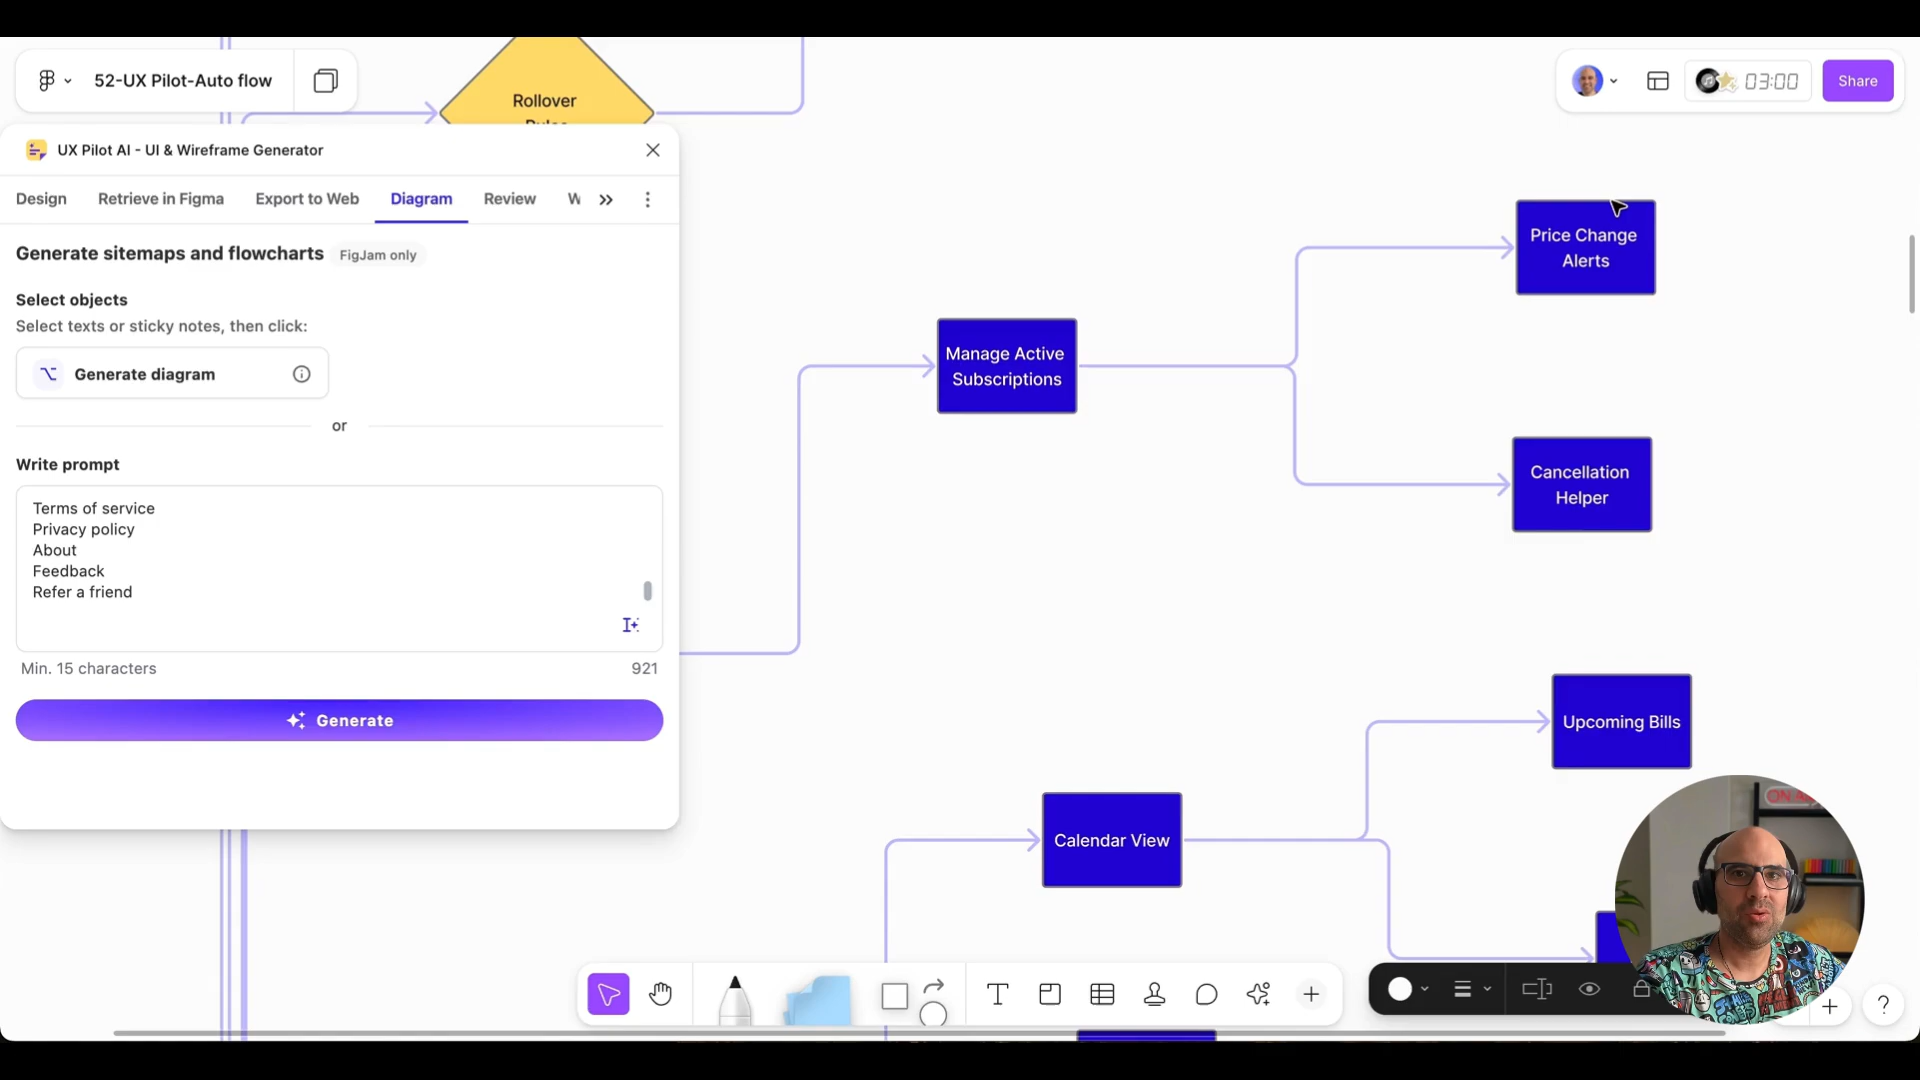 52-UX Pilot-Auto flow
03:00
Share
Rollover
UX Pilot AI - UI & Wireframe Generator
Design
Retrieve in Figma
Export to Web
Diagram
Review
W
Generate sitemaps and flowcharts
FigJam only
Select objects
Select texts or sticky notes, then click:
Generate diagram
or
Write prompt
Terms of service
Privacy policy
About
Feedback
Refer a friend
Min. 15 characters
921
Generate
Price Change
Alerts
Manage Active
Subscriptions
Cancellation
Helper
Upcoming Bills
Calendar View
?